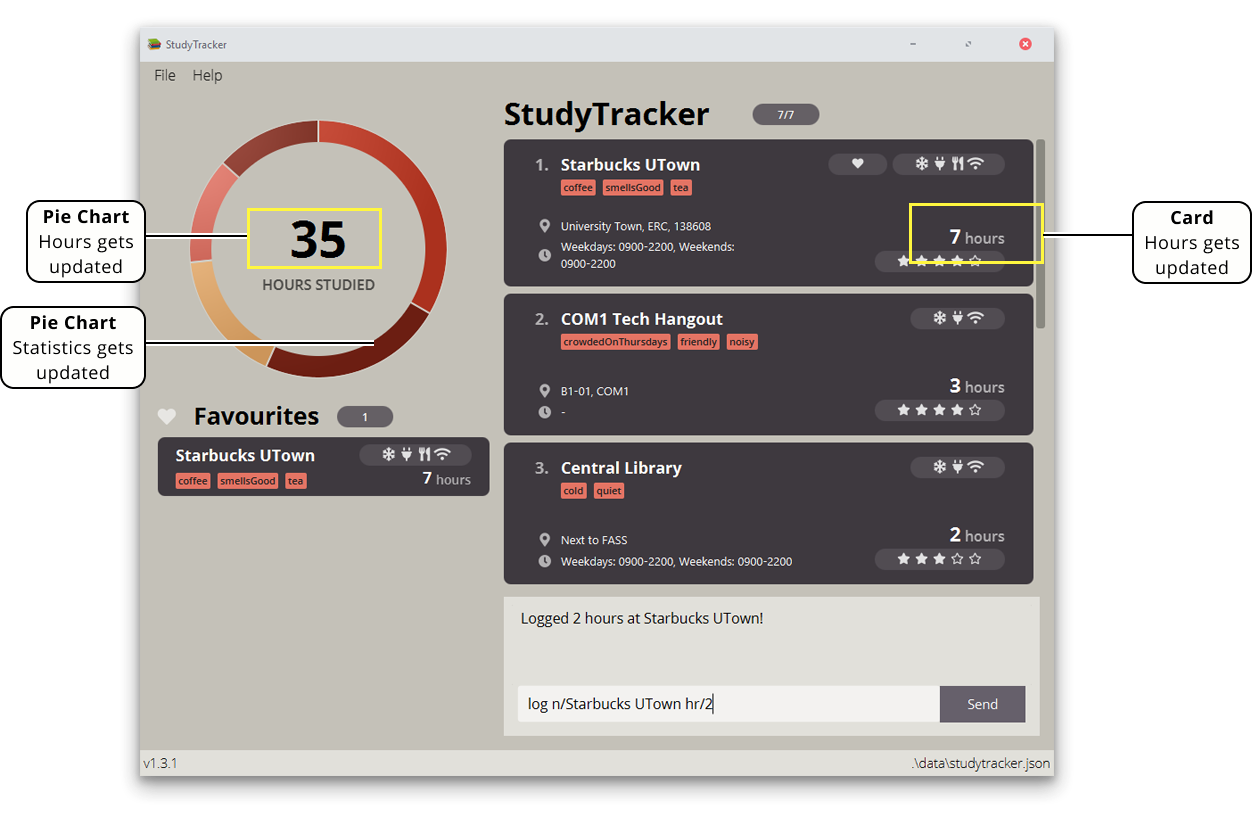 StudyTracker
File Help
35
HOURS STUDIED
Pie Chart
Hours gets
updated
Pie Chart
Statistics gets
updated
Favourites 1
Starbucks UTown
coffee smellsGood tea
7 hours
StudyTracker 7/7
1. Starbucks UTown
coffee smellsGood tea
University Town, ERC, 138608
Weekdays: 0900-2200, Weekends:
0900-2200
7 hours
Card
Hours gets
updated
2. COM1 Tech Hangout
crowdedOnThursdays friendly noisy
B1-01, COM1
-
3 hours
3. Central Library
cold quiet
Next to FASS
Weekdays: 0900-2200, Weekends: 0900-2200
2 hours
Logged 2 hours at Starbucks UTown!
log n/Starbucks UTown hr/2
Send
v1.3.1
.\data\studytracker.json